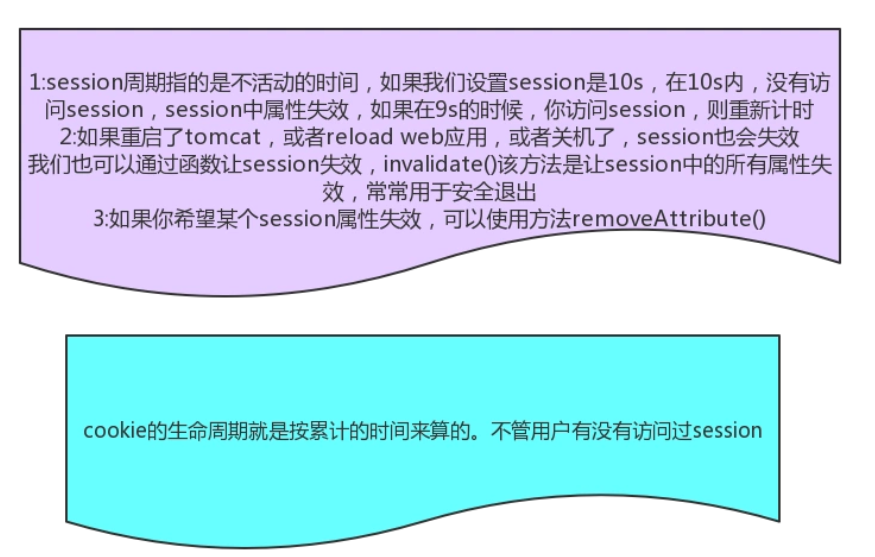 1:session周期指的是不活动的时间，如果我们设置session是10s，在10s内，没有访
问session，session中属性失效，如果在9s的时候，你访问session，则重新计时
2:如果重启了tomcat，或者reload web应用，或者关机了，session也会失效
我们也可以通过函数让session失效，invalidate()该方法是让session中的所有属性失
效，常常用于安全退出
3:如果你希望某个session属性失效，可以使用方法removeAttribute()
cookie的生命周期就是按累计的时间来算的。不管用户有没有访问过session